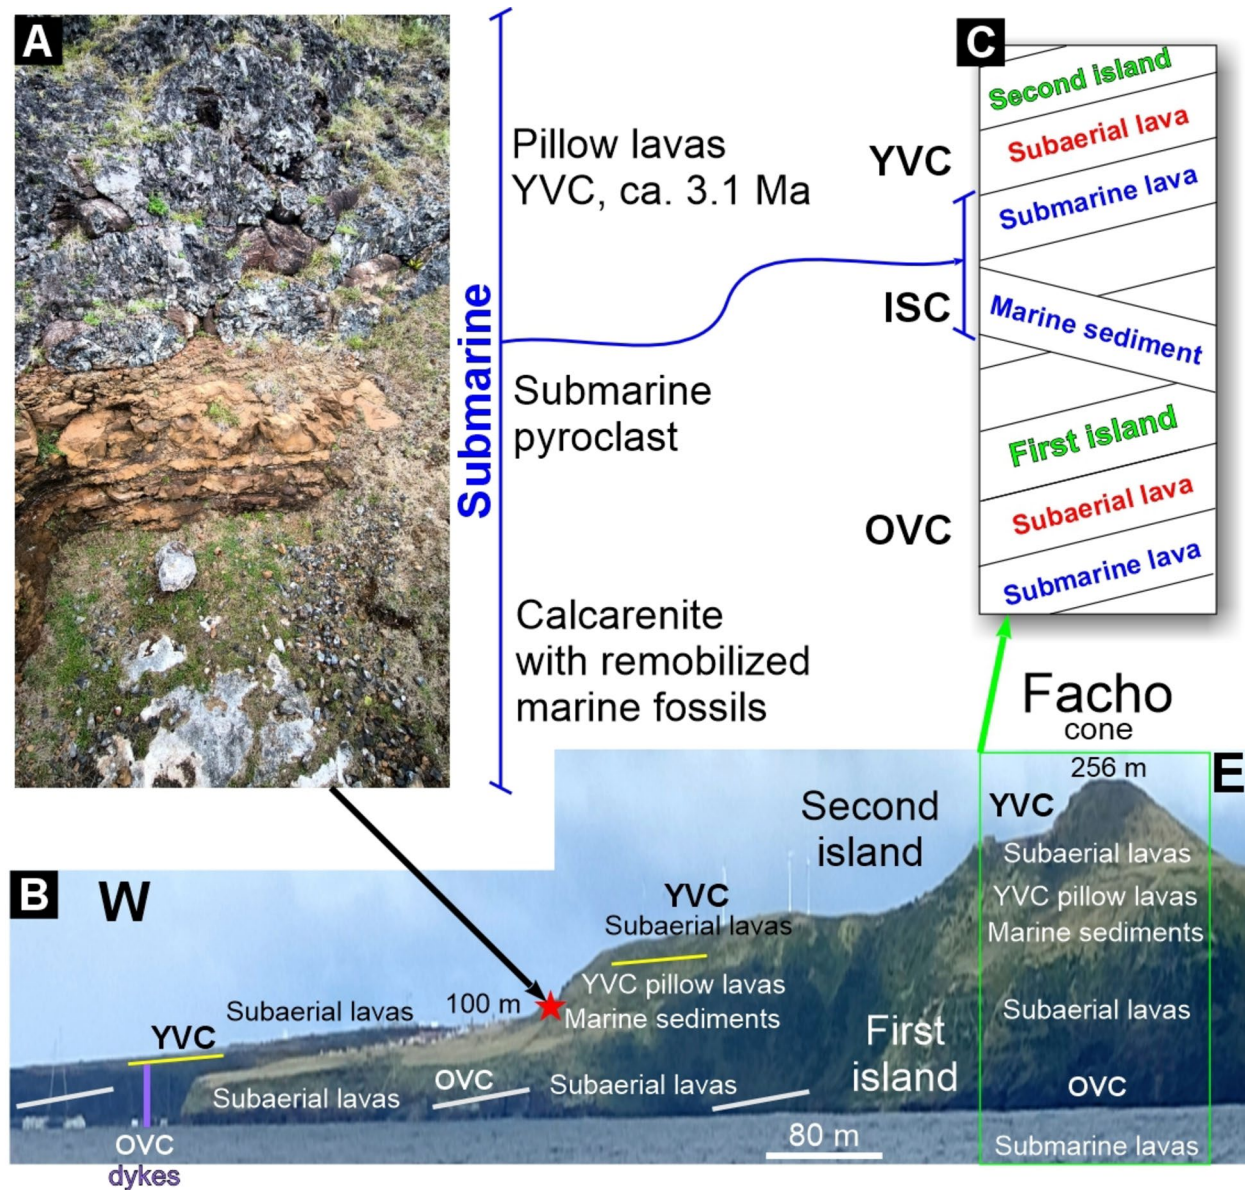 A
Pillow lavas
YVC, ca. 3.1 Ma
Submarine
Submarine
pyroclast
Calcarenite
with remobilized
marine fossils
C
YVC
ISC
OVC
Second island
Subaerial lava
Submarine lava
Marine sediment
First island
Subaerial lava
Submarine lava
Facho
cone
256 m
E
B
W
Second
island
YVC
Subaerial lavas
YVC
Subaerial lavas
YVC pillow lavas
Marine sediments
Subaerial lavas
100 m
YVC pillow lavas
Marine sediments
YVC
Subaerial lavas
First
island
OVC
Subaerial lavas
Subaerial lavas
OVC
OVC
dykes
80 m
Submarine lavas